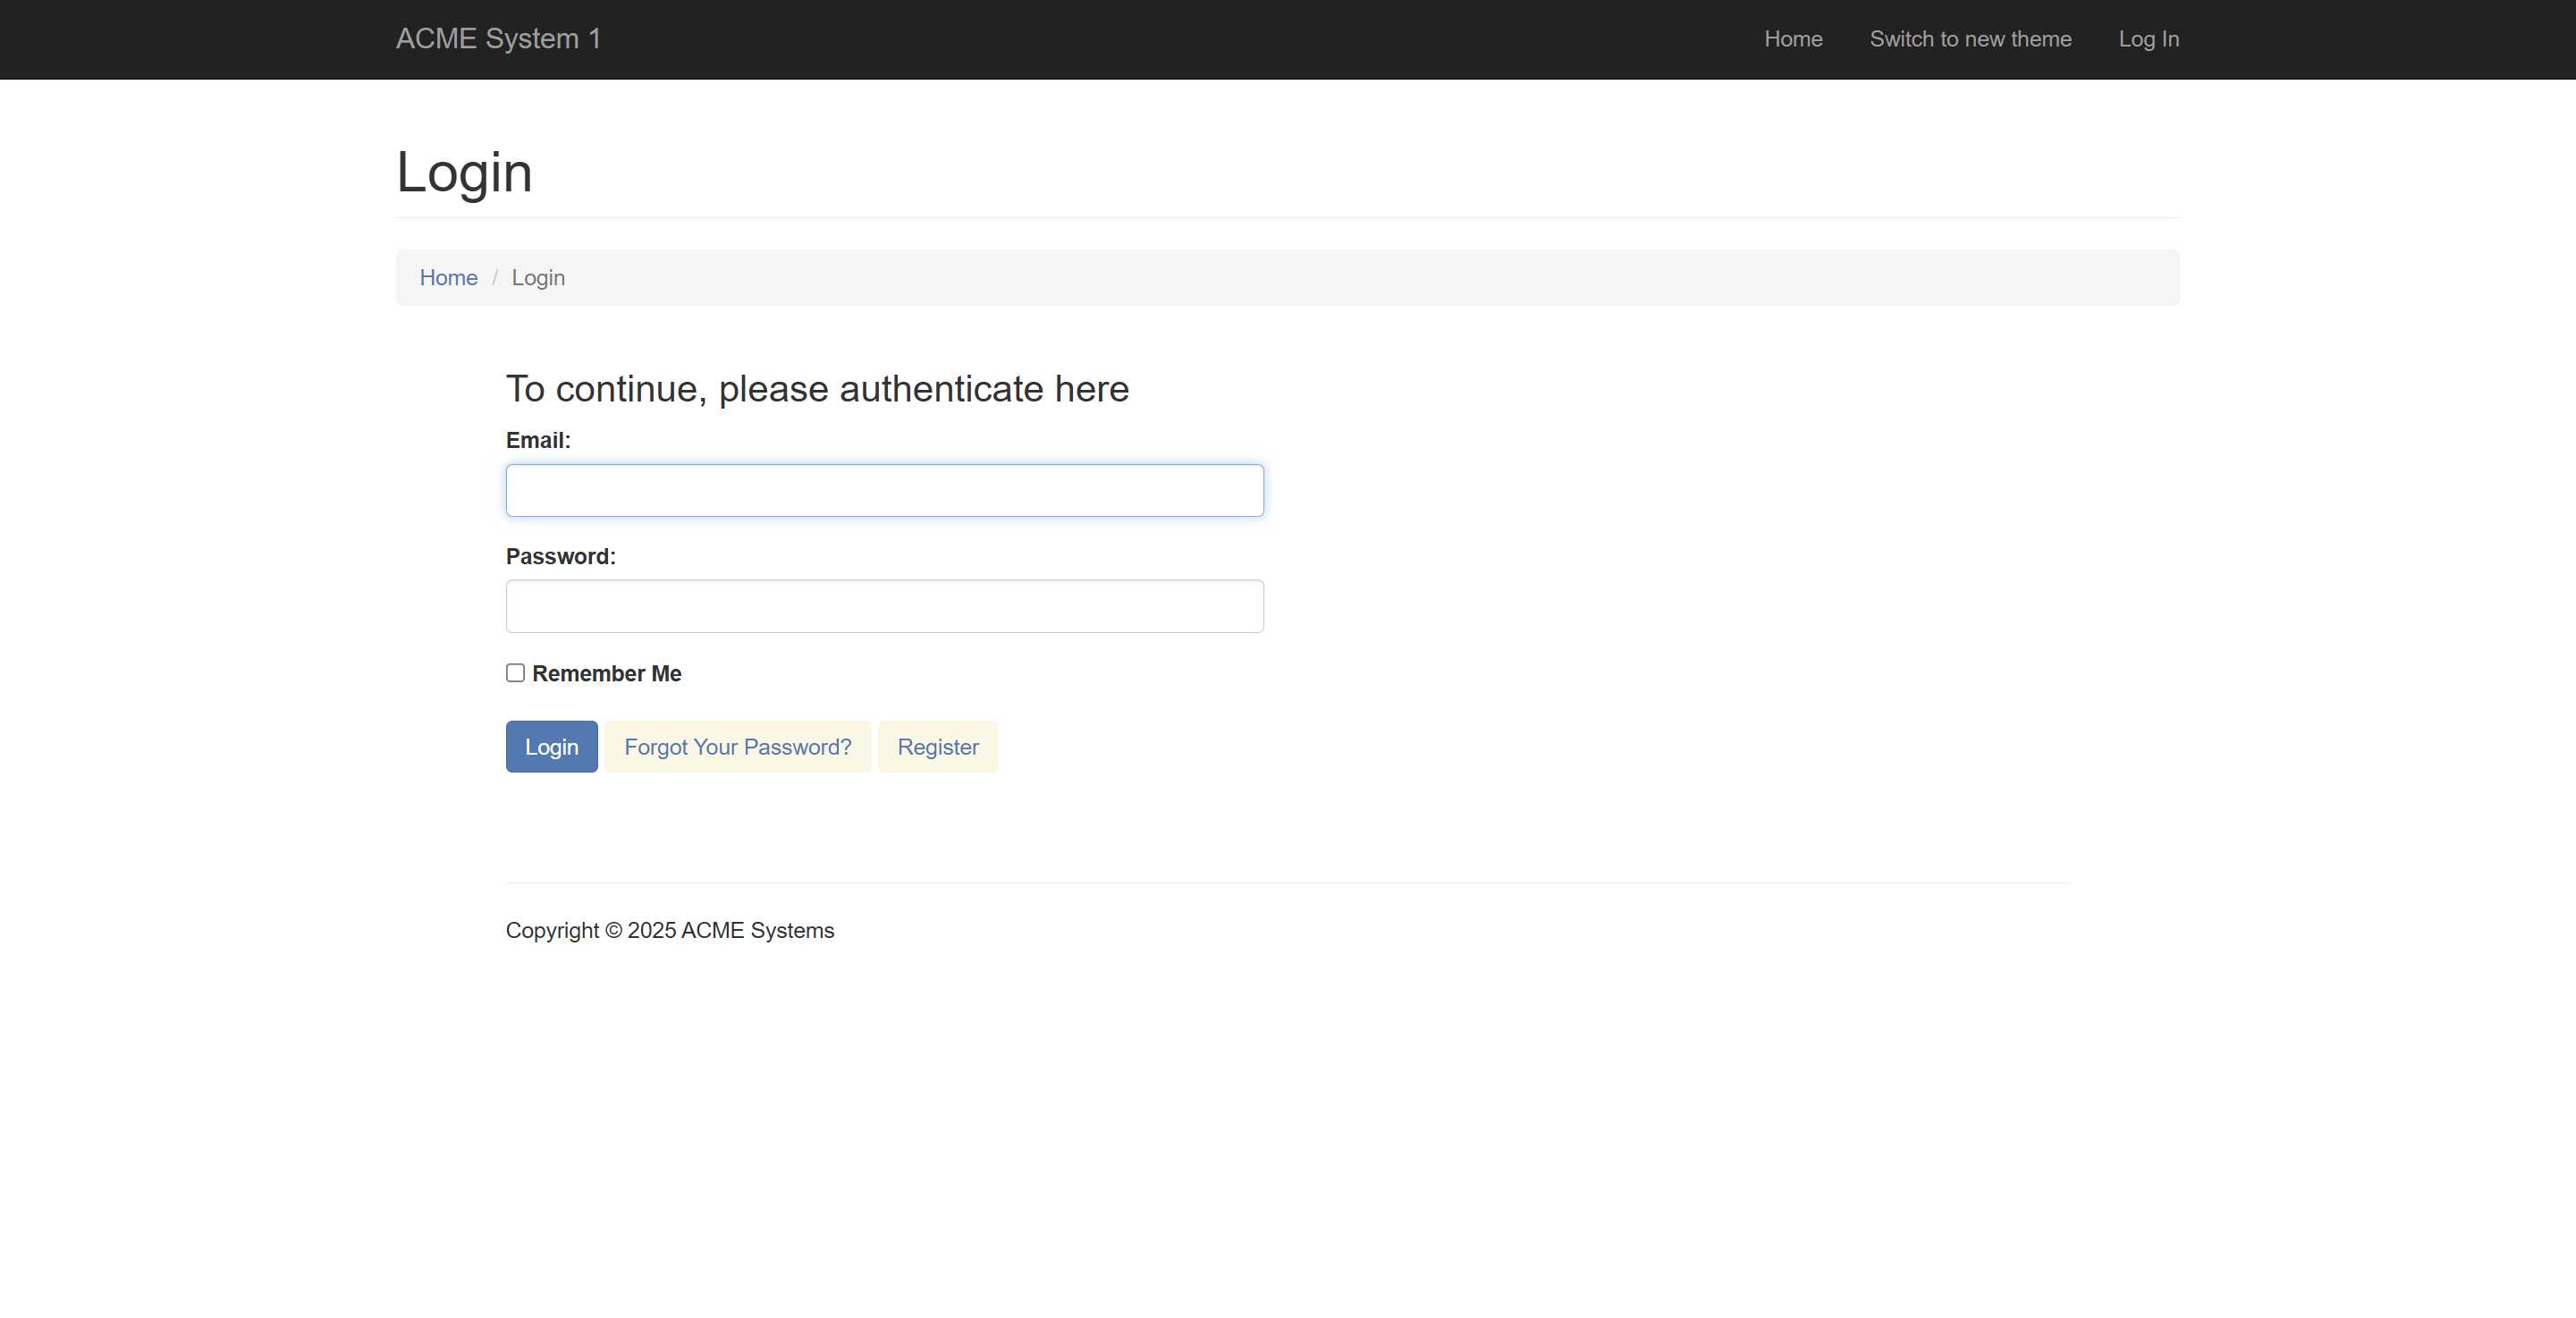 ACME System 1 Home Switch to new theme Log In
Login
Home / Login
To continue, please authenticate here
Email:
Password:
Remember Me
Login Forgot Your Password? Register
Copyright © 2025 ACME Systems